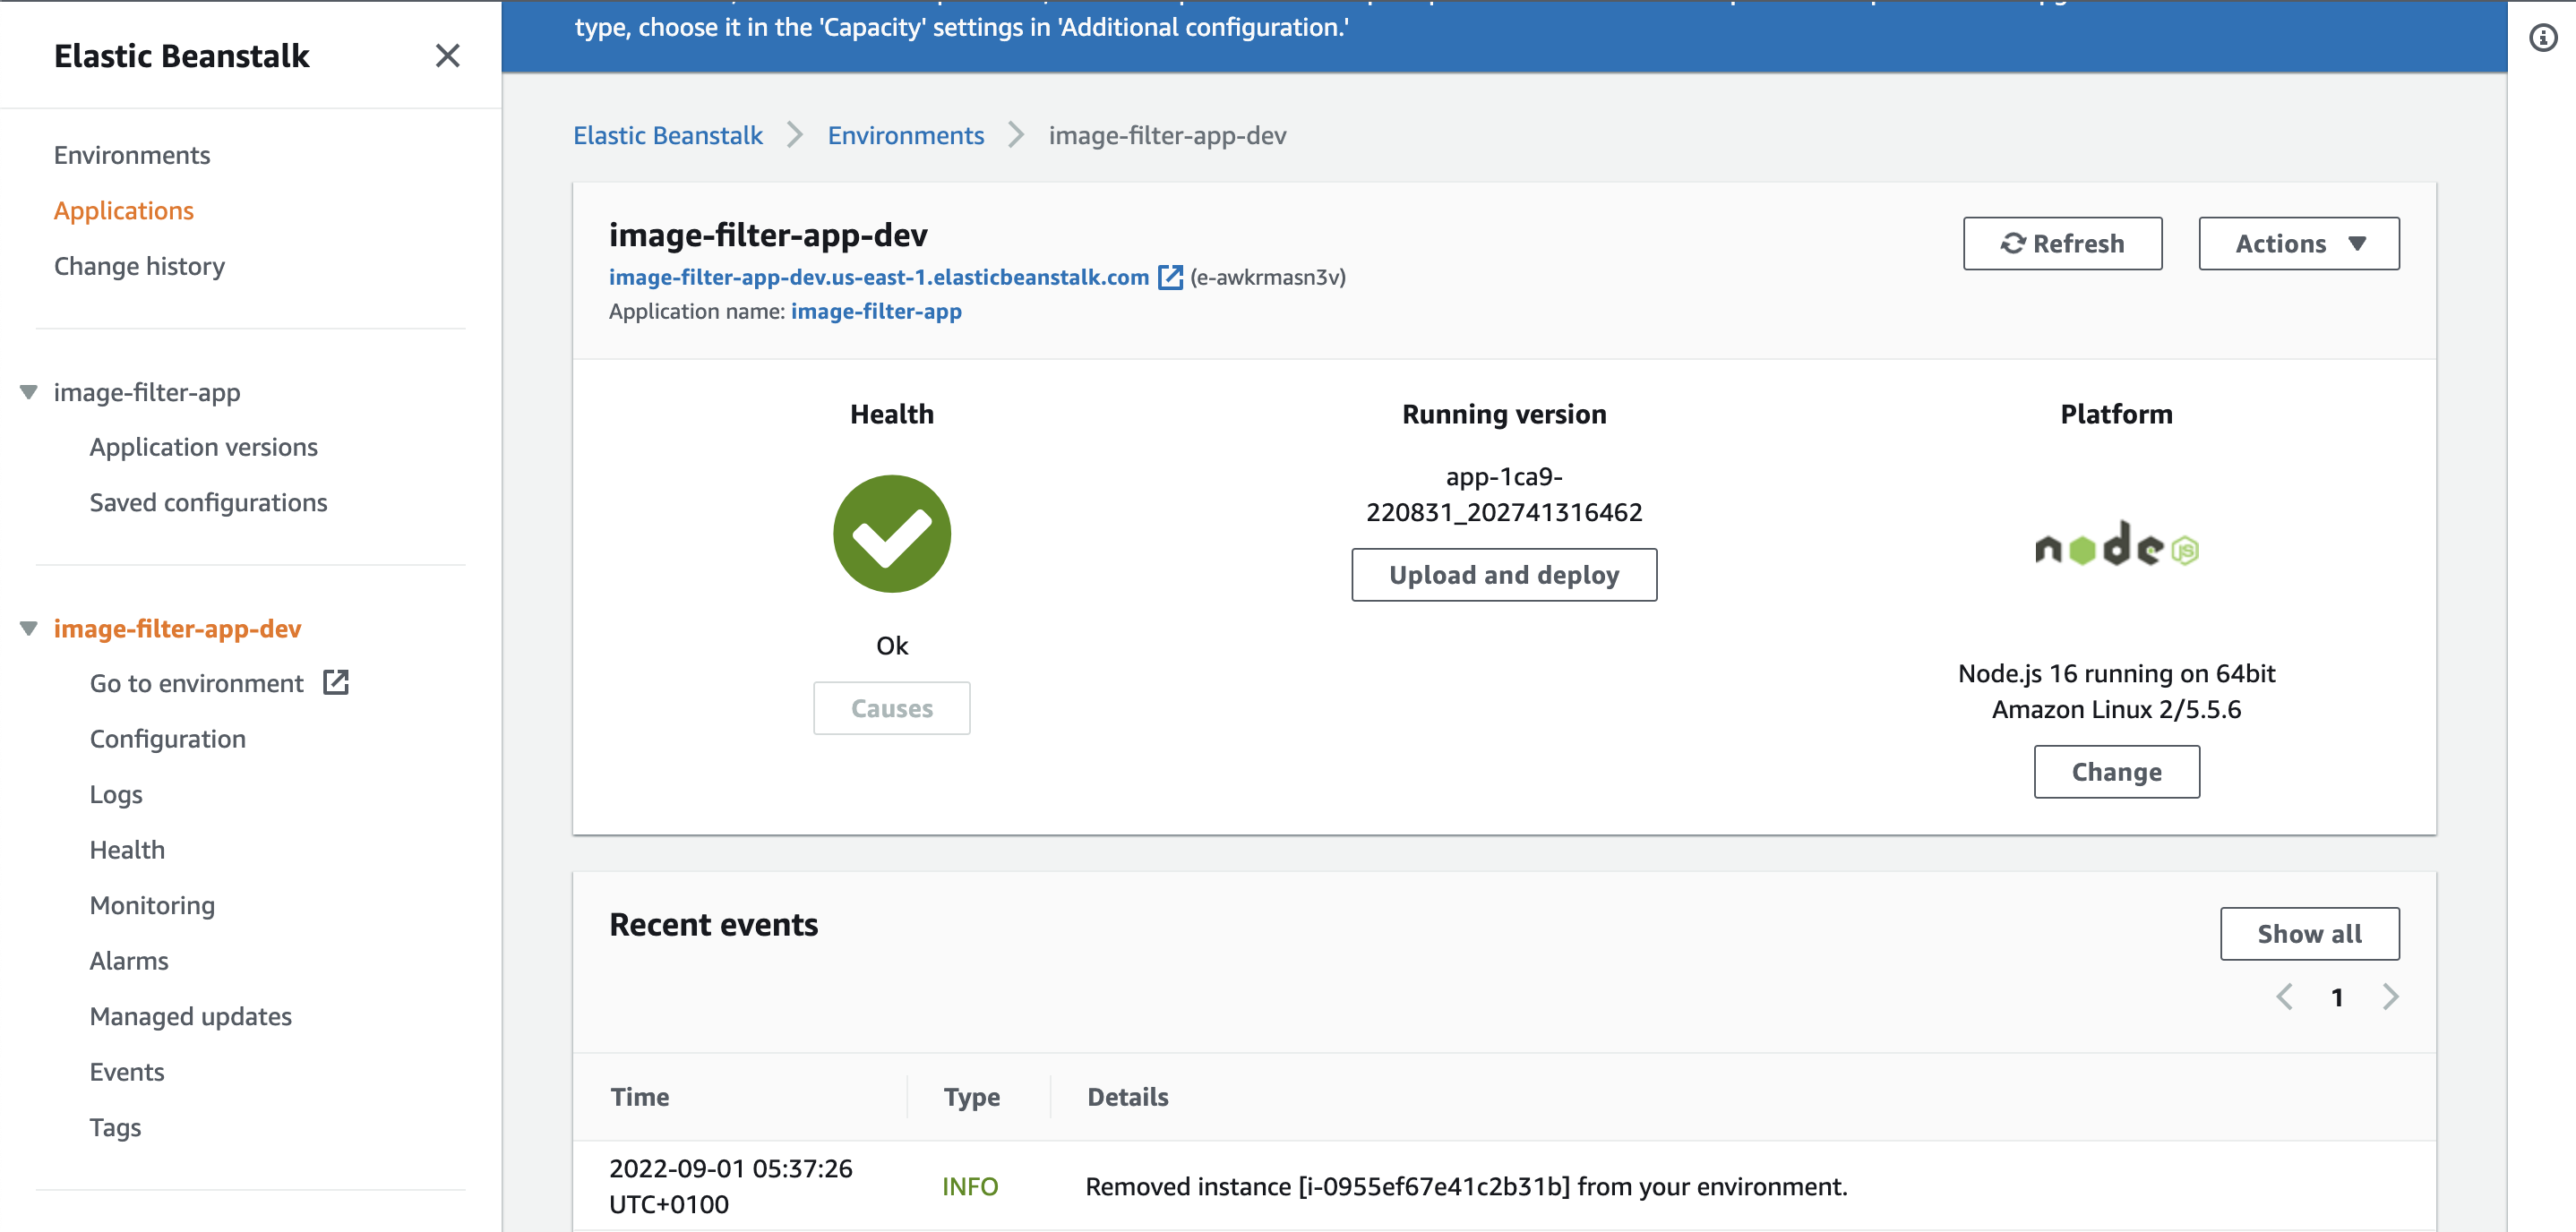 type, choose it in the 'Capacity' settings in 'Additional configuration.'
Elastic Beanstalk
Environments
Applications
Change history
image-filter-app
Application versions
Saved configurations
image-filter-app-dev
Go to environment
Configuration
Logs
Health
Monitoring
Alarms
Managed updates
Events
Tags
Elastic Beanstalk > Environments > image-filter-app-dev
image-filter-app-dev
image-filter-app-dev.us-east-1.elasticbeanstalk.com (e-awkrmasn3v)
Application name: image-filter-app
Refresh
Actions
Health
Ok
Causes
Running version
app-1ca9-
220831_202741316462
Upload and deploy
Platform
node JS
Node.js 16 running on 64bit
Amazon Linux 2/5.5.6
Change
Recent events
Show all
1
Time Type Details
2022-09-01 05:37:26
UTC+0100
INFO
Removed instance [i-0955ef67e41c2b31b] from your environment.